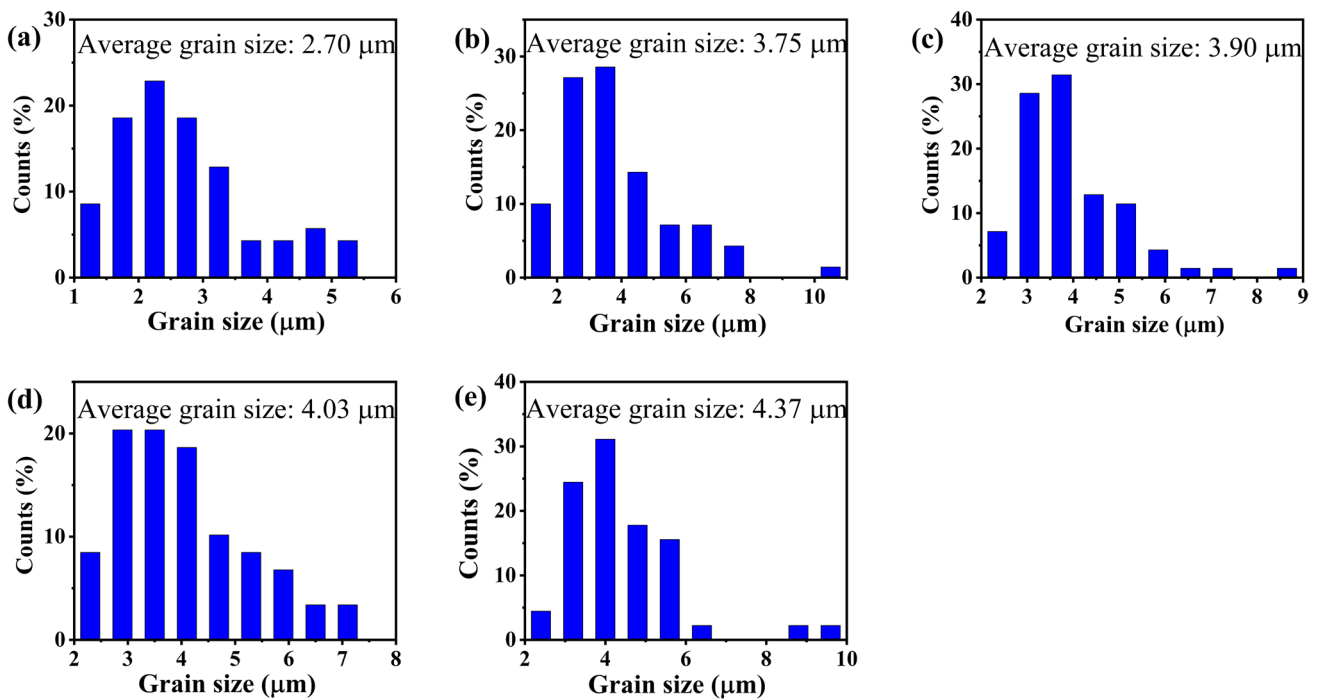 (a)
Average grain size: 2.70 μm
Counts (%)
30
20
10
0
1 2 3 4 5 6
Grain size (μm)
(b)
Average grain size: 3.75 μm
Counts (%)
30
20
10
0
2 4 6 8 10
Grain size (μm)
(c)
Average grain size: 3.90 μm
Counts (%)
40
30
20
10
0
2 3 4 5 6 7 8 9
Grain size (μm)
(d)
Average grain size: 4.03 μm
Counts (%)
20
10
0
2 3 4 5 6 7 8
Grain size (μm)
(e)
Average grain size: 4.37 μm
Counts (%)
40
30
20
10
0
2 4 6 8 10
Grain size (μm)